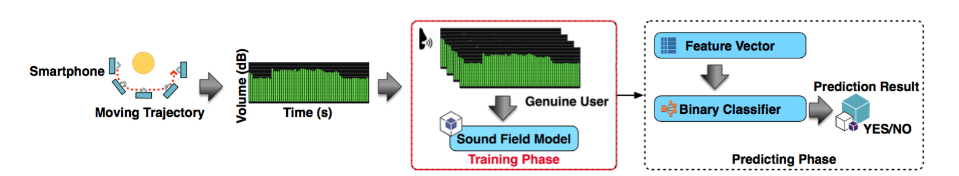 Smartphone
Moving Trajectory
Volume (dB)
Time (s)
Genuine User
Sound Field Model
Training Phase
Feature Vector
Binary Classifier
Prediction Result
YES/NO
Predicting Phase